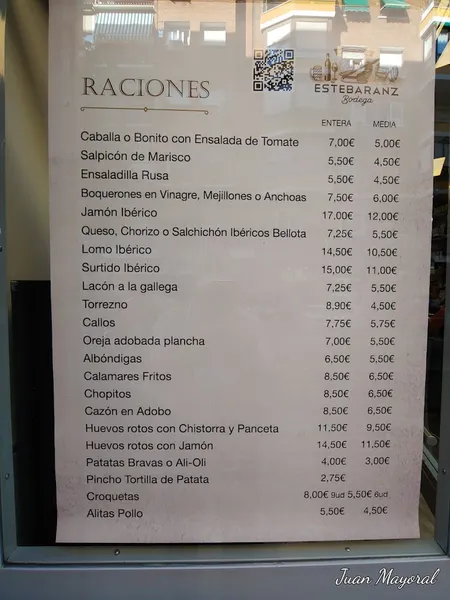 RACIONES
ESTEBARANZ
Bodega
ENTERA MEDIA
Caballa o Bonito con Ensalada de Tomate 7,00€ 5,00€
Salpicón de Marisco 5,50€ 4,50€
Ensaladilla Rusa 5,50€ 4,50€
Boquerones en Vinagre, Mejillones o Anchoas 7,50€ 6,00€
Jamón Ibérico 17,00€ 12,00€
Queso, Chorizo o Salchichón Ibéricos Bellota 7,25€ 5,50€
Lomo Ibérico 14,50€ 10,50€
Surtido Ibérico 15,00€ 11,00€
Lacón a la gallega 7,25€ 5,50€
Torrezno 8,90€ 4,50€
Callos 7,75€ 5,75€
Oreja adobada plancha 7,00€ 5,50€
Albóndigas 6,50€ 5,50€
Calamares Fritos 8,50€ 6,50€
Chopitos 8,50€ 6,50€
Cazón en Adobo 8,50€ 6,50€
Huevos rotos con Chistorra y Panceta 11,50€ 9,50€
Huevos rotos con Jamón 14,50€ 11,50€
Patatas Bravas o Ali-Oli 4,00€ 3,00€
Pincho Tortilla de Patata 2,75€
Croquetas 8,00€ 9ud 5,50€ 6ud
Alitas Pollo 5,50€ 4,50€
Juan Mayoral